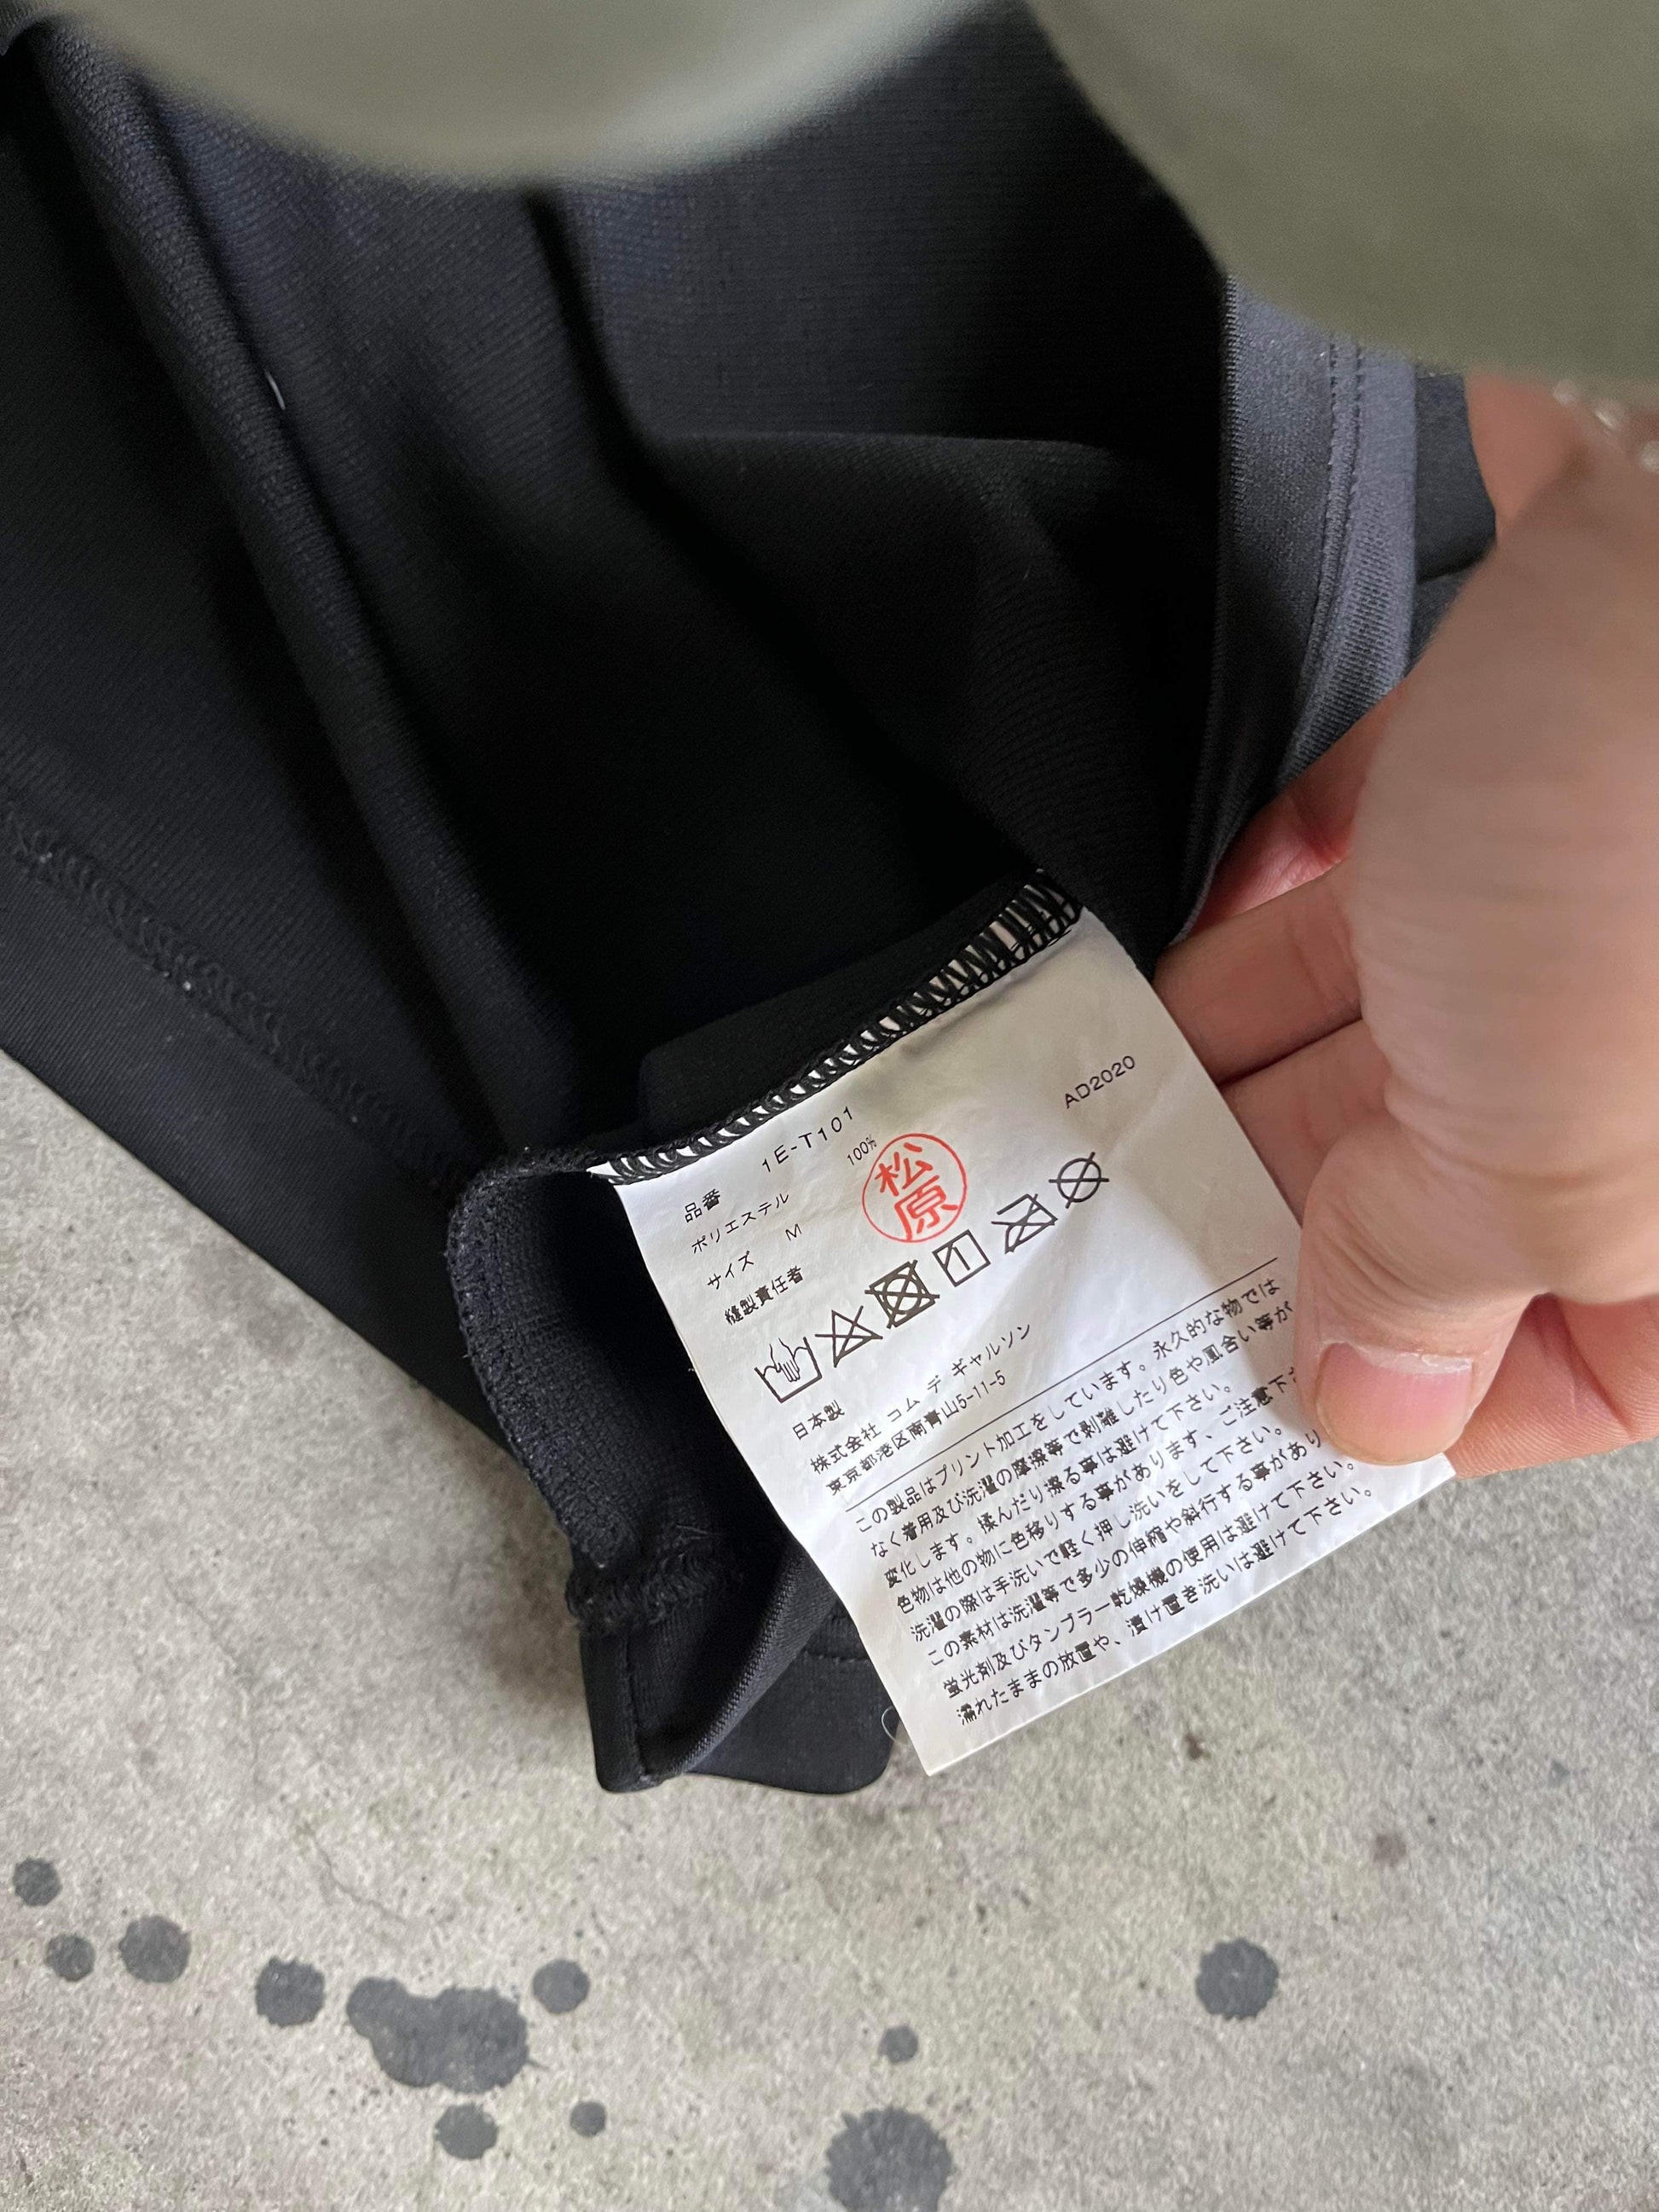 AD2020
品番 1E-T101
ポリエステル 100%
サイズ M
縫製責任者
松原
日本製
株式会社 コム デ ギャルソン
東京都港区南青山5-11-5
この製品はプリント加工をしています。永久的な物では
なく着用及び洗濯の摩擦等で剥離したり色や風合い等が
変化します。揉んだり擦る事は避けて下さい。
色物は他の物に色移りする事があります、ご注意下さ
洗濯の際は手洗いで軽く押し洗いをして下さい。
この素材は洗濯等で多少の伸縮や斜行する事があり
蛍光剤及びタンブラー乾燥機の使用は避けて下さい。
濡れたままの放置や、漬け置き洗いは避けて下さい。